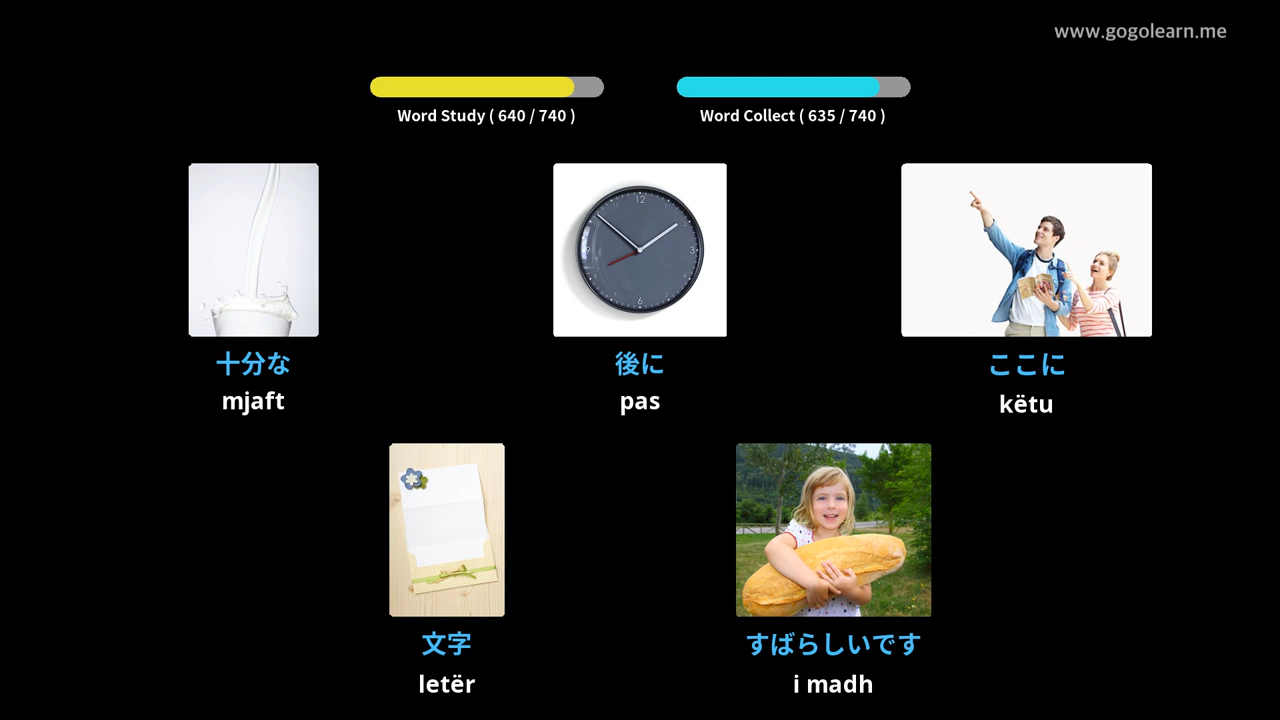 www.gogolearn.me
Word Study ( 640 / 740 )
Word Collect ( 635 / 740 )
十分な
mjaft
後に
pas
ここに
këtu
文字
letër
すばらしいです
i madh